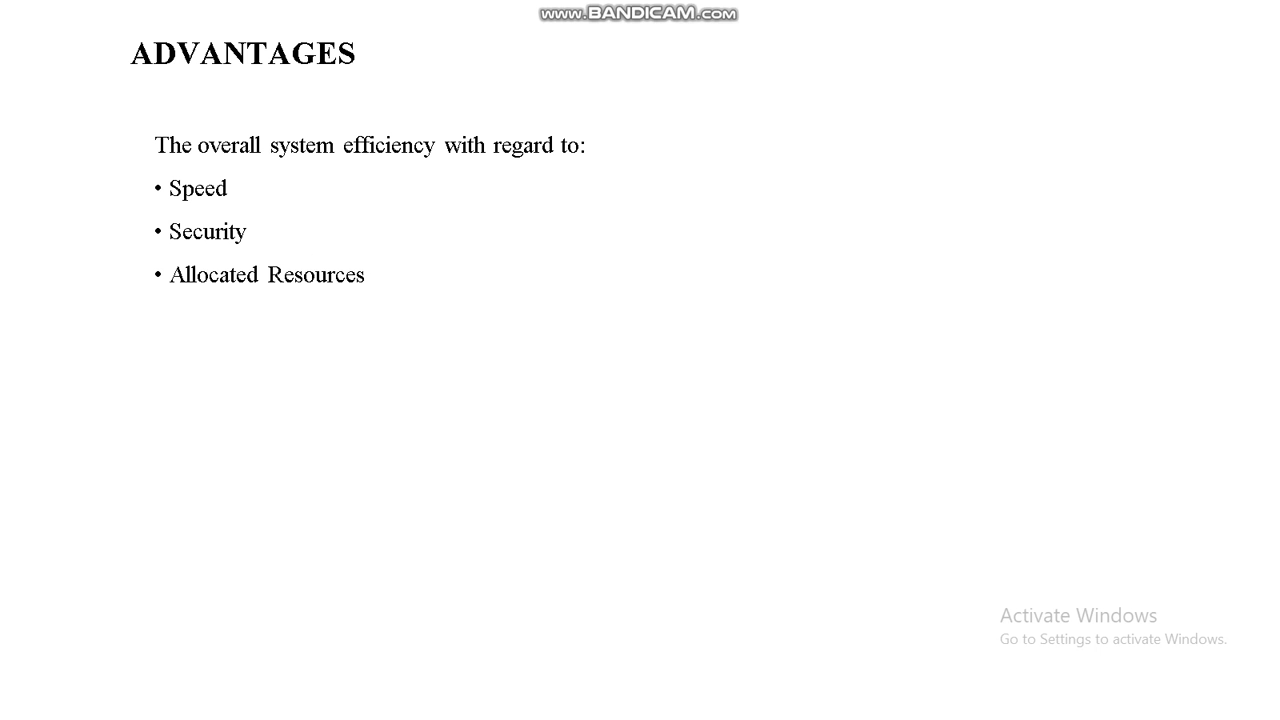 www.BANDICAM.com
ADVANTAGES
The overall system efficiency with regard to:
• Speed
• Security
• Allocated Resources
Activate Windows
Go to Settings to activate Windows.